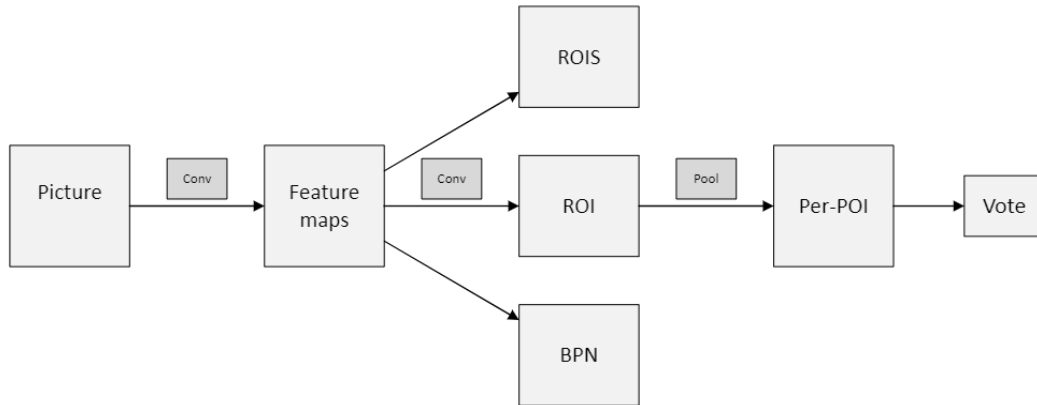 ROIS
Picture
Conv
Feature
maps
Conv
ROI
Pool
Per-POI
Vote
BPN